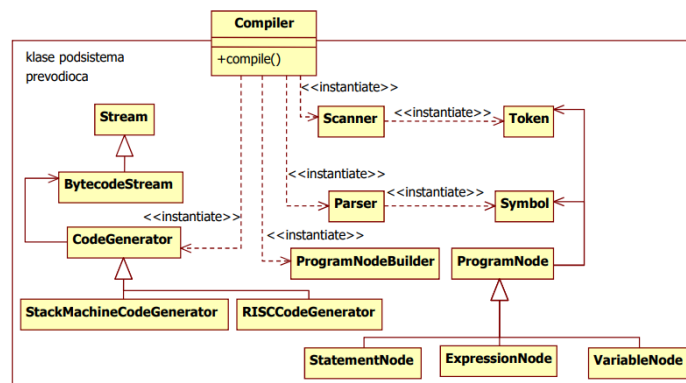 Compiler
+compile()
klase podsistema
prevodioca
<<instantiate>>
Stream
Scanner
<<instantiate>>
Token
BytecodeStream
<<instantiate>>
Parser
<<instantiate>>
Symbol
<<instantiate>>
CodeGenerator
<<instantiate>>
ProgramNodeBuilder
ProgramNode
StackMachineCodeGenerator
RISCCodeGenerator
StatementNode
ExpressionNode
VariableNode